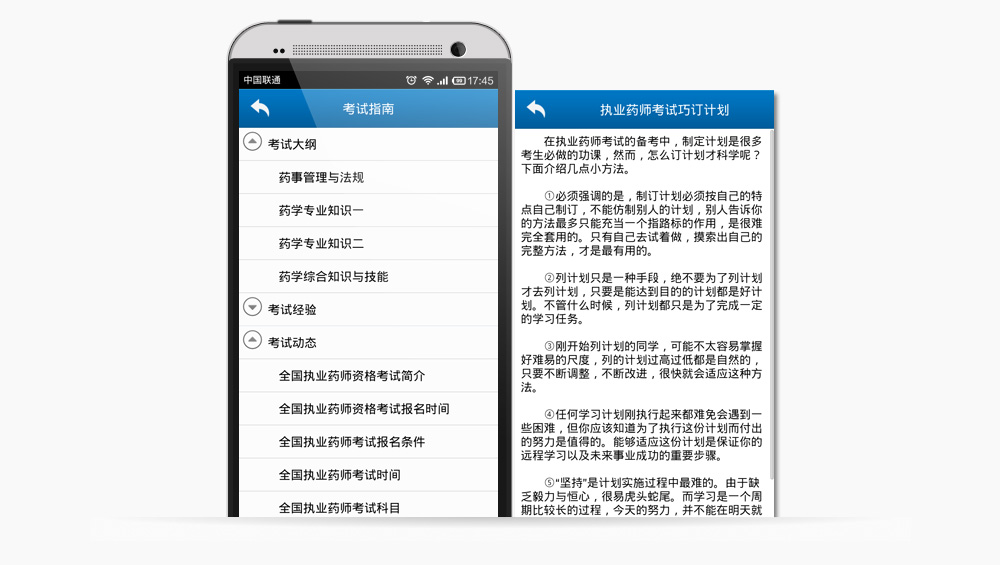 中国联通
17:45
考试指南
考试大纲
药事管理与法规
药学专业知识一
药学专业知识二
药学综合知识与技能
考试经验
考试动态
全国执业药师资格考试简介
全国执业药师资格考试报名时间
全国执业药师考试报名条件
全国执业药师考试时间
全国执业药师考试科目
执业药师考试巧订计划
在执业药师考试的备考中，制定计划是很多
考生必做的功课，然而，怎么订计划才科学呢？
下面介绍几点小方法。
①必须强调的是，制订计划必须按自己的特
点自己制订，不能仿制别人的计划，别人告诉你
的方法最多只能充当一个指路标的作用，是很难
完全套用的。只有自己去试着做，摸索出自己的
完整方法，才是最有用的。
②列计划只是一种手段，绝不要为了列计划
才去列计划，只要是能达到目的的计划都是好计
划。不管什么时候，列计划都只是为了完成一定
的学习任务。
③刚开始列计划的同学，可能不太容易掌握
好难易的尺度，列的计划过高过低都是自然的，
只要不断调整，不断改进，很快就会适应这种方
法。
④任何学习计划刚执行起来都难免会遇到一
些困难，但你应该知道为了执行这份计划而付出
的努力是值得的。能够适应这份计划是保证你的
远程学习以及未来事业成功的重要步骤。
⑤“坚持”是计划实施过程中最难的。由于缺
乏毅力与恒心，很易虎头蛇尾。而学习是一个周
期比较长的过程，今天的努力，并不能在明天就